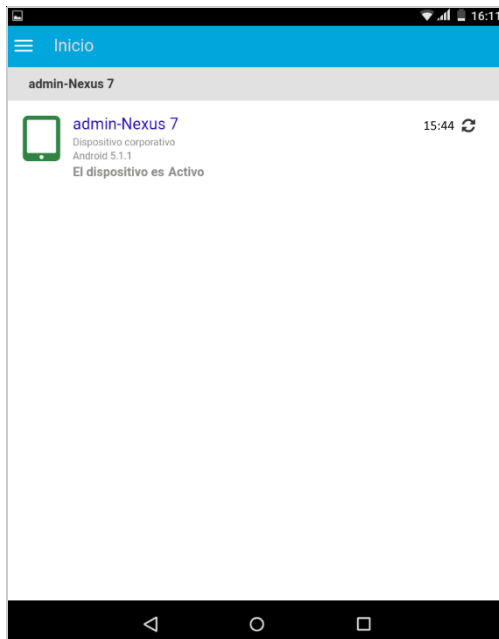 16:11
Inicio
admin-Nexus 7
admin-Nexus 7
15:44
Dispositivo corporativo
Android 5.1.1
El dispositivo es Activo